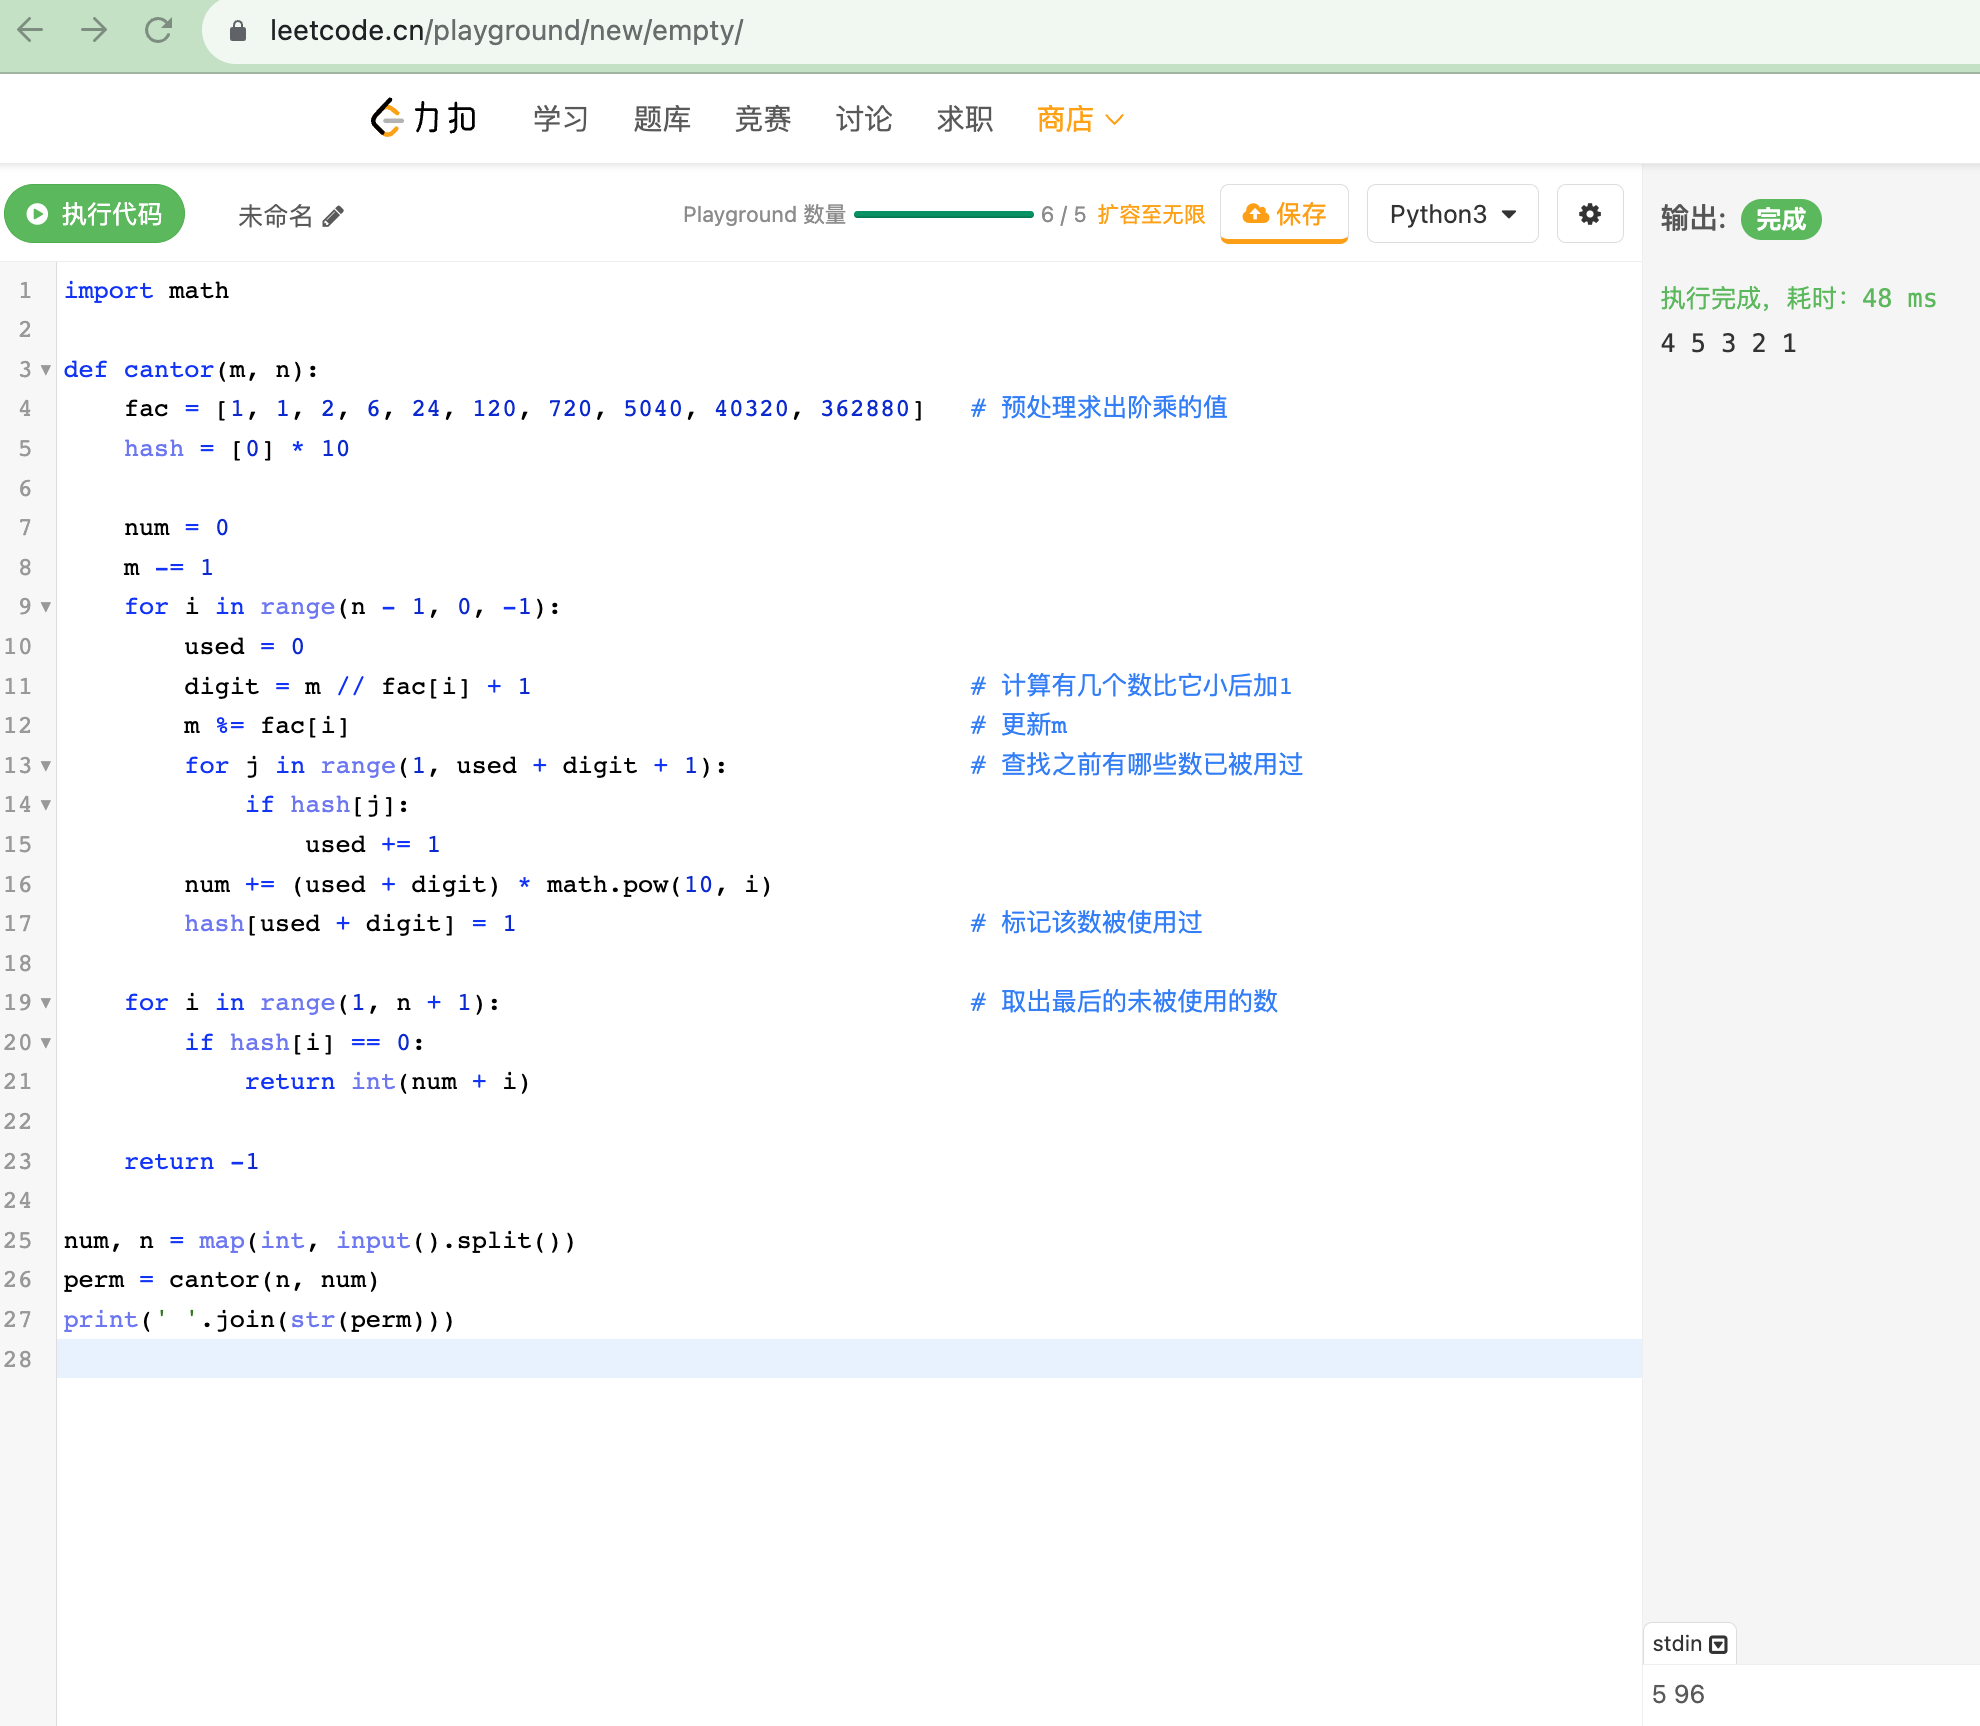 leetcode.cn/playground/new/empty/
力扣 学习 题库 竞赛 讨论 求职 商店
执行代码 未命名 Playground 数量 6 / 5 扩容至无限 保存 Python3
1 import math
2
3 def cantor(m, n):
4     fac = [1, 1, 2, 6, 24, 120, 720, 5040, 40320, 362880]   # 预处理求出阶乘的值
5     hash = [0] * 10
6
7     num = 0
8     m -= 1
9     for i in range(n - 1, 0, -1):
10         used = 0
11         digit = m // fac[i] + 1                             # 计算有几个数比它小后加1
12         m %= fac[i]                                         # 更新m
13         for j in range(1, used + digit + 1):                # 查找之前有哪些数已被用过
14             if hash[j]:
15                 used += 1
16         num += (used + digit) * math.pow(10, i)
17         hash[used + digit] = 1                              # 标记该数被使用过
18
19     for i in range(1, n + 1):                               # 取出最后的未被使用的数
20         if hash[i] == 0:
21             return int(num + i)
22
23     return -1
24
25 num, n = map(int, input().split())
26 perm = cantor(n, num)
27 print(' '.join(str(perm)))
28
输出: 完成
执行完成，耗时：48 ms
4 5 3 2 1
stdin
5 96